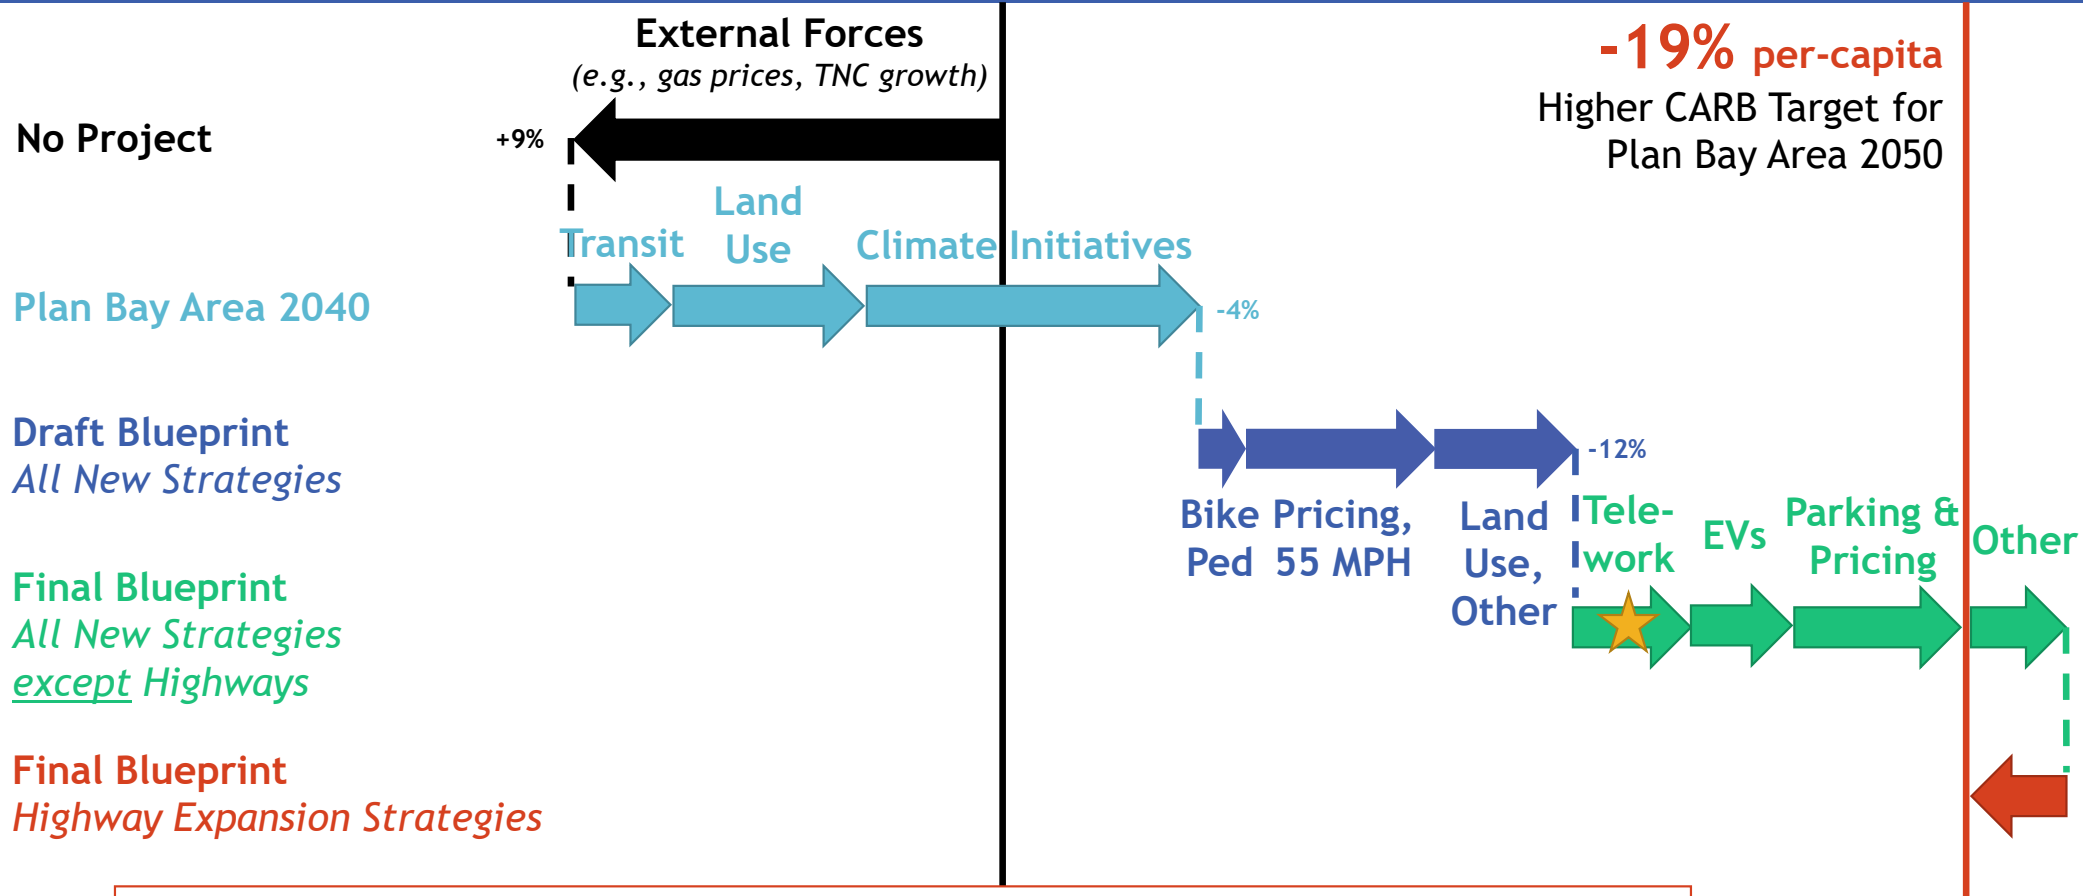 External Forces
(e.g., gas prices, TNC growth)
-19% per-capita
Higher CARB Target for
Plan Bay Area 2050
No Project
+9%
Transit
Land
Use
Climate Initiatives
Plan Bay Area 2040
-4%
Draft Blueprint
All New Strategies
-12%
Bike
Ped
Pricing,
55 MPH
Land
Use,
Other
Tele-
work
EVs
Parking &
Pricing
Other
Final Blueprint
All New Strategies
except Highways
Final Blueprint
Highway Expansion Strategies